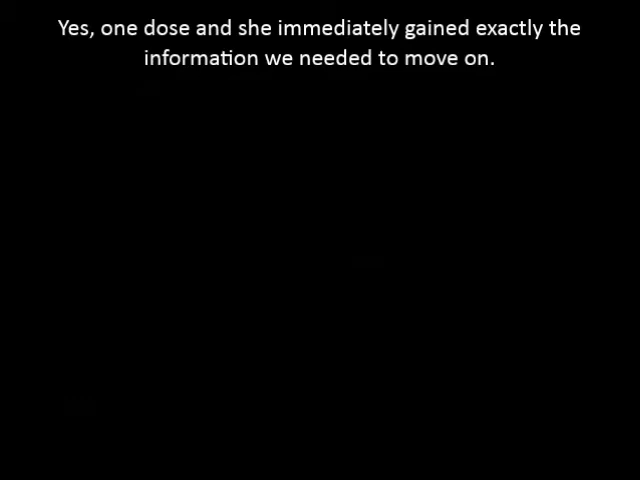 Yes, one dose and she immediately gained exactly the
information we needed to move on.